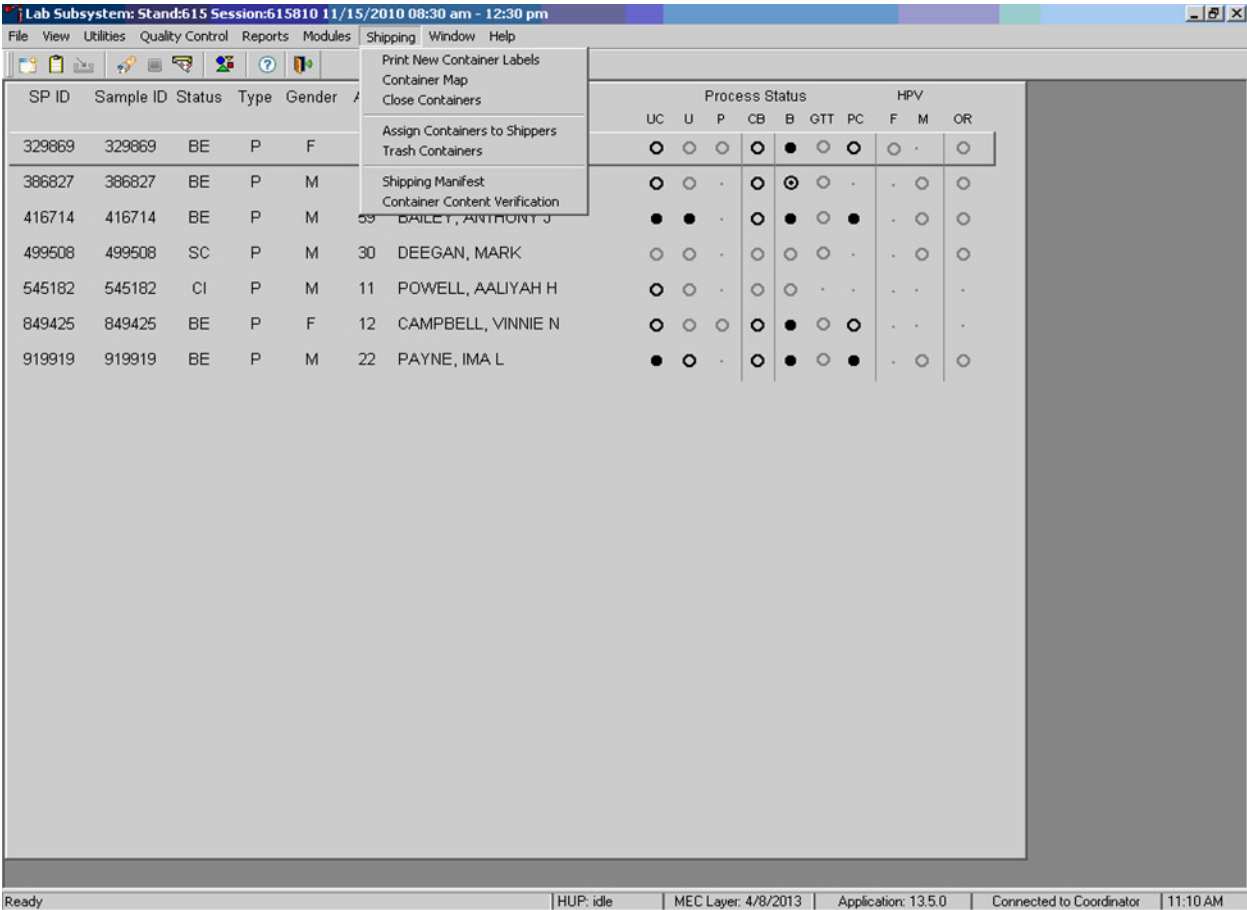 Lab Subsystem: Stand:615 Session:615810 11/15/2010 08:30 am - 12:30 pm
File View Utilities Quality Control Reports Modules Shipping Window Help
Print New Container Labels
Container Map
Close Containers
Assign Containers to Shippers
Trash Containers
Shipping Manifest
Container Content Verification
SP ID Sample ID Status Type Gender Process Status HPV
UC U P CB B GTT PC F M OR
329869 329869 BE P F
386827 386827 BE P M
416714 416714 BE P M 59 BAILEY, ANTHONY J
499508 499508 SC P M 30 DEEGAN, MARK
545182 545182 CI P M 11 POWELL, AALIYAH H
849425 849425 BE P F 12 CAMPBELL, VINNIE N
919919 919919 BE P M 22 PAYNE, IMA L
Ready HUP: idle MEC Layer: 4/8/2013 Application: 13.5.0 Connected to Coordinator 11:10 AM